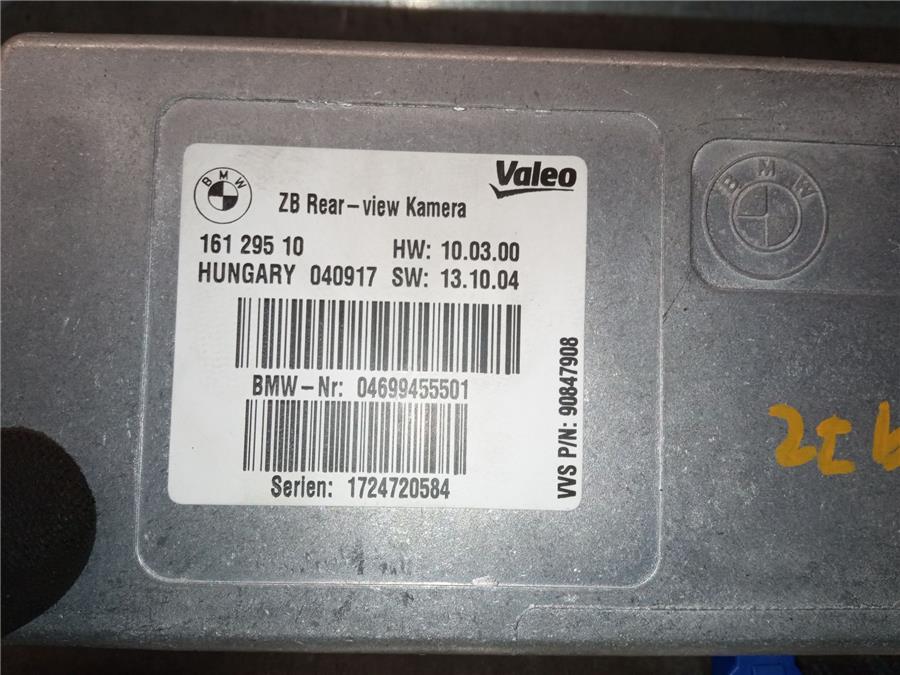 BMW
Valeo
ZB Rear-view Kamera
161 295 10 HW: 10.03.00
HUNGARY 040917 SW: 13.10.04
BMW-Nr: 04699455501
Serien: 1724720584
VVS P/N: 90847908
BMW